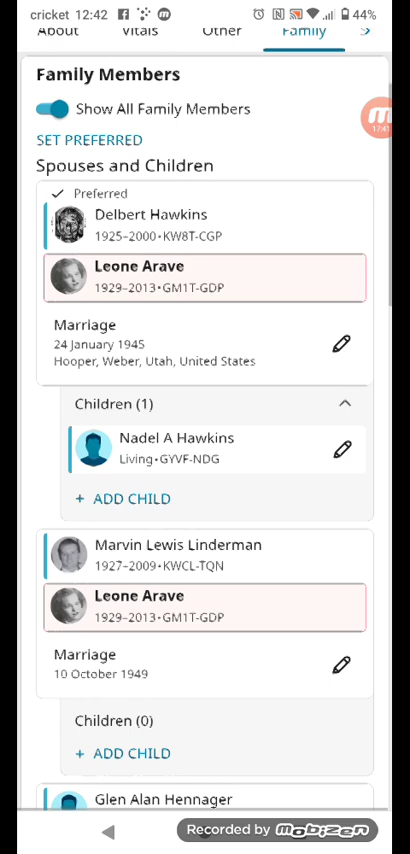 cricket 12:42 44%
About Vitals Other Family
Family Members
Show All Family Members
17:41
SET PREFERRED
Spouses and Children
Preferred
Delbert Hawkins
1925–2000•KW8T-CGP
Leone Arave
1929–2013•GM1T-GDP
Marriage
24 January 1945
Hooper, Weber, Utah, United States
Children (1)
Nadel A Hawkins
Living•GYVF-NDG
+ ADD CHILD
Marvin Lewis Linderman
1927–2009•KWCL-TQN
Leone Arave
1929–2013•GM1T-GDP
Marriage
10 October 1949
Children (0)
+ ADD CHILD
Glen Alan Hennager
Recorded by mobizen